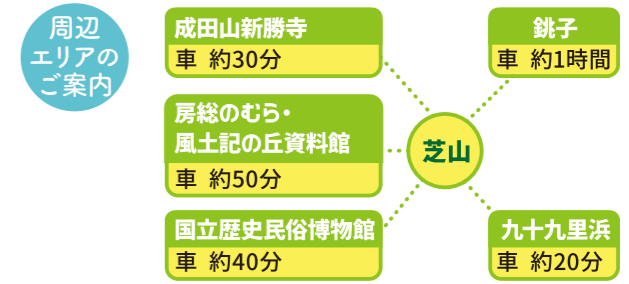 周辺
エリアの
ご案内
成田山新勝寺
車 約30分
房総のむら・
風土記の丘資料館
車 約50分
国立歴史民俗博物館
車 約40分
芝山
銚子
車 約1時間
九十九里浜
車 約20分